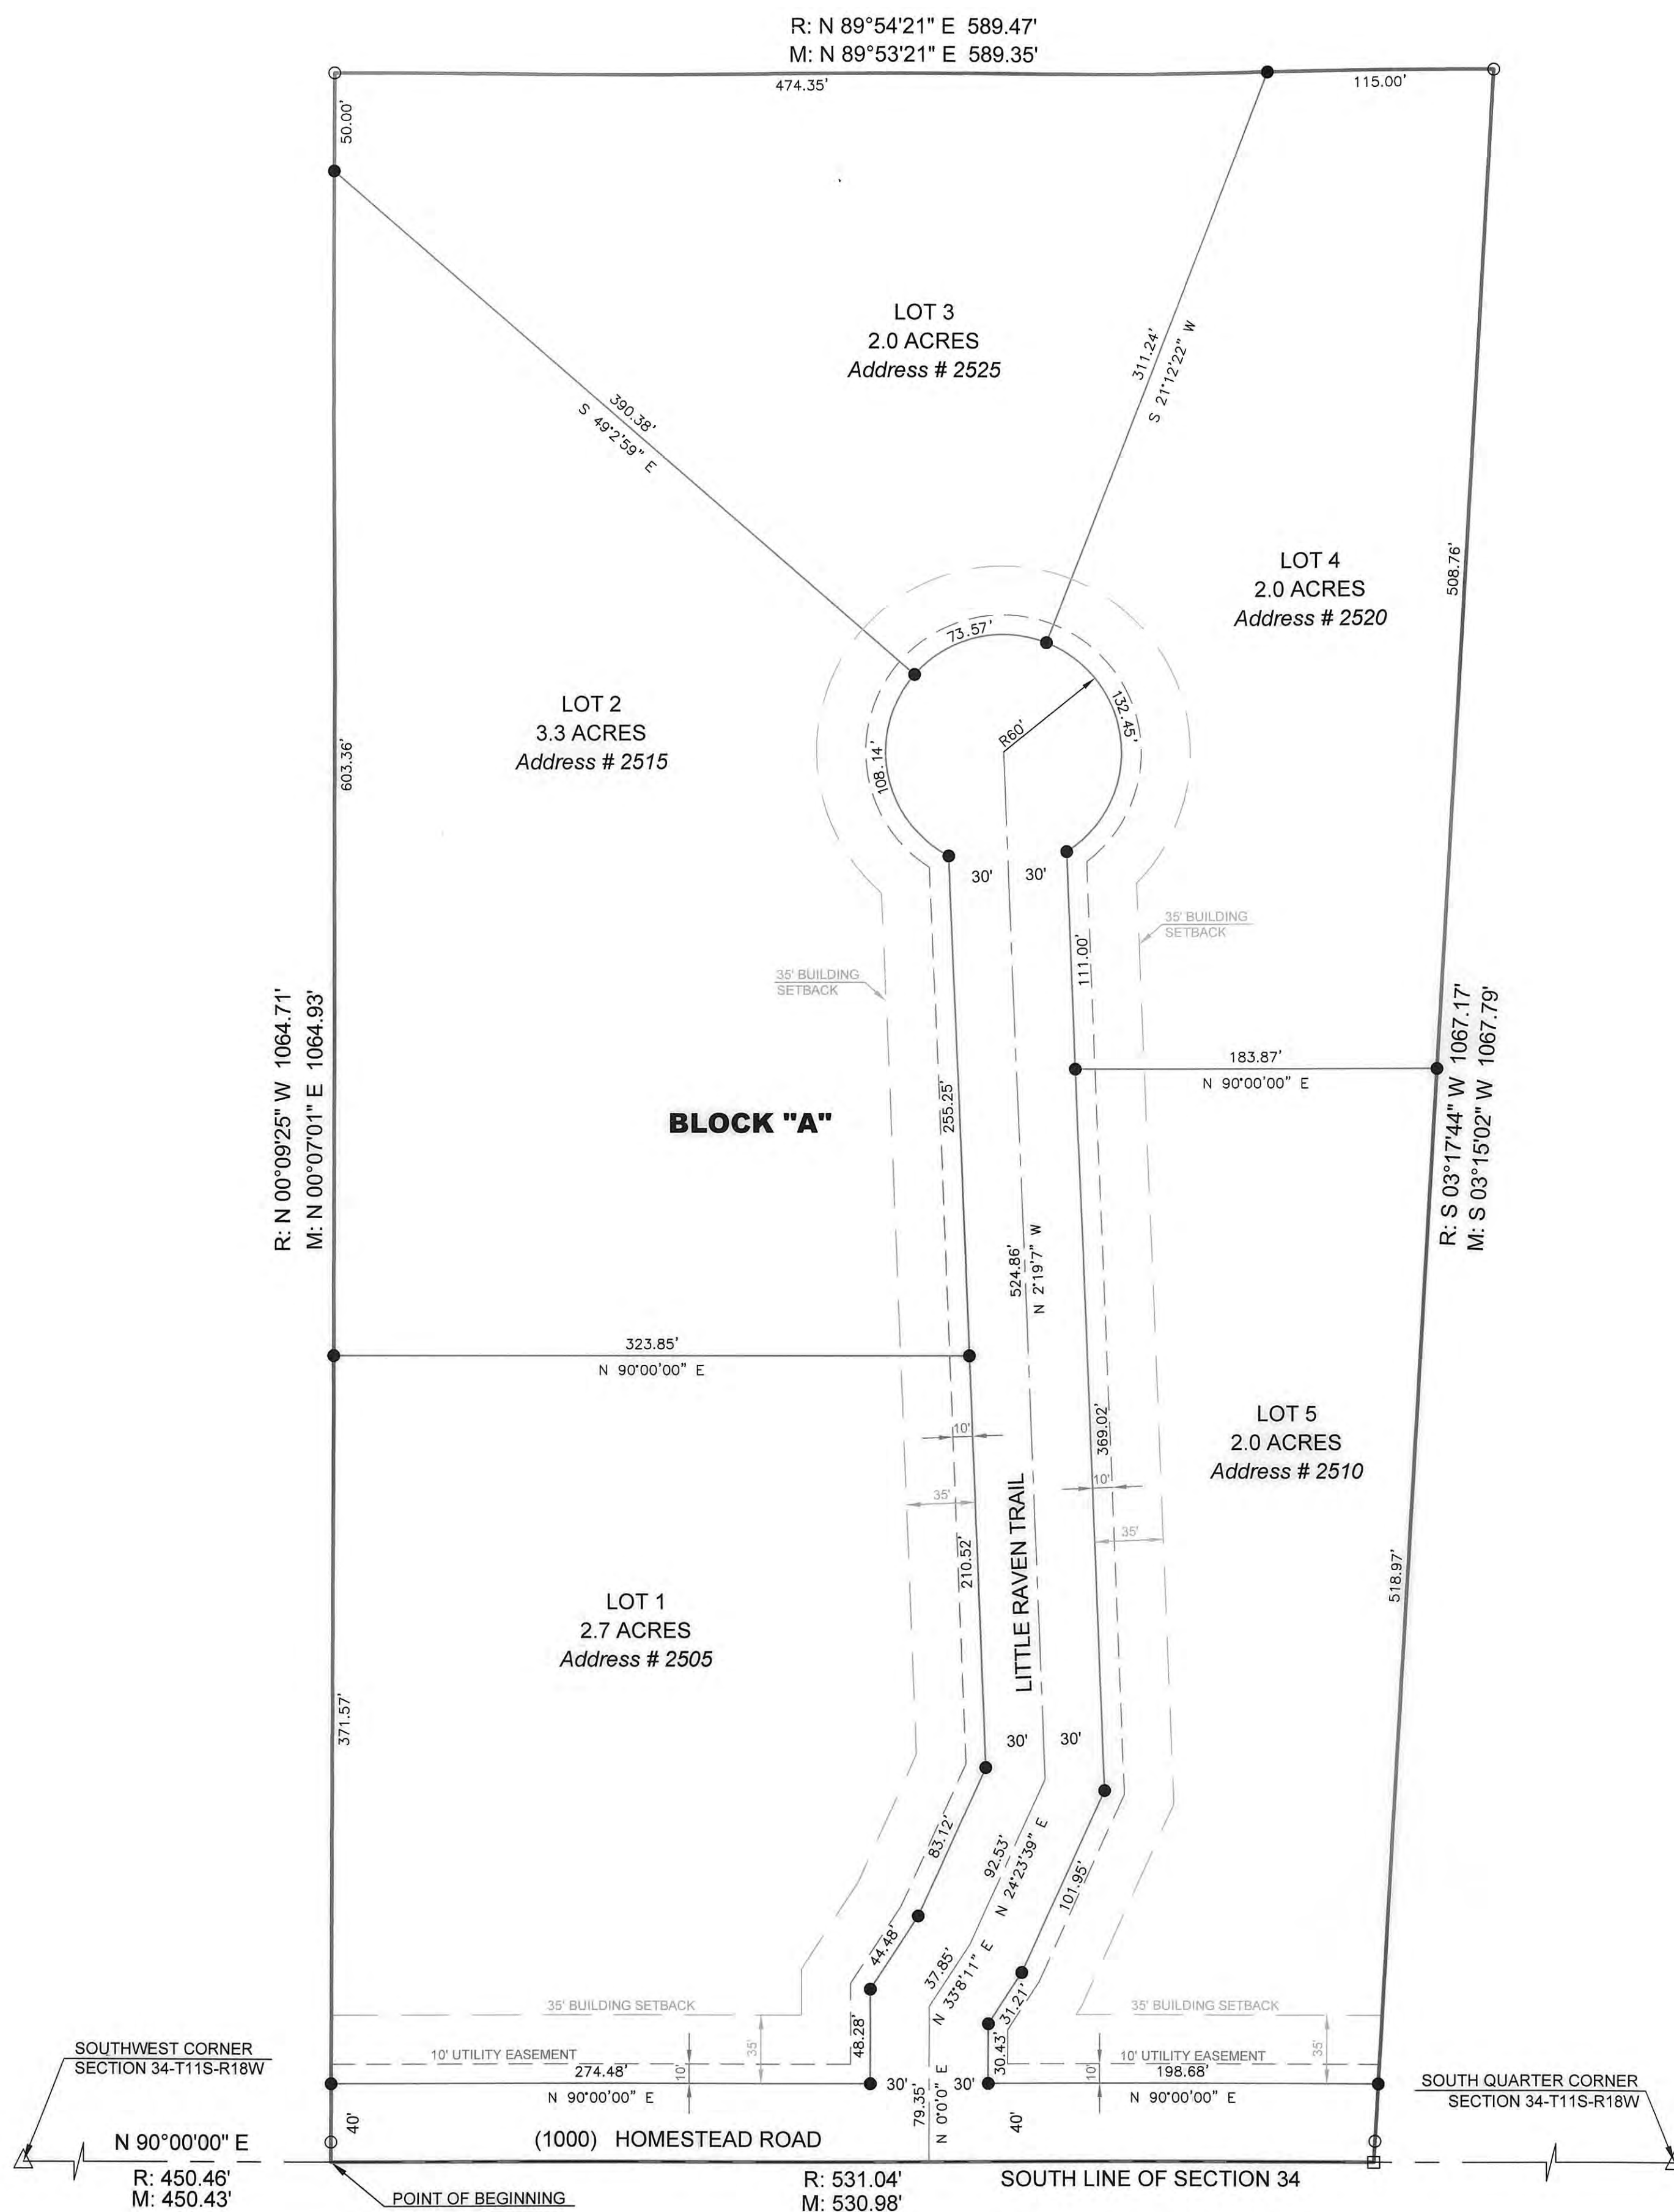 R: N 89°54'21" E 589.47'
M: N 89°53'21" E 589.35'
474.35'
115.00'
50.00'
LOT 3
2.0 ACRES
Address # 2525
311.24'
S 21°12'22" W
390.38'
S 49°2'59" E
508.76'
LOT 4
2.0 ACRES
Address # 2520
73.57'
132.45'
R60'
108.14'
LOT 2
3.3 ACRES
Address # 2515
603.36'
30'
30'
35' BUILDING
SETBACK
111.00'
35' BUILDING
SETBACK
R: N 00°09'25" W 1064.71'
M: N 00°07'01" E 1064.93'
R: S 03°17'44" W 1067.17'
M: S 03°15'02" W 1067.79'
183.87'
N 90°00'00" E
255.25'
BLOCK "A"
524.86'
N 2°19'7" W
323.85'
N 90°00'00" E
369.02'
LOT 5
2.0 ACRES
Address # 2510
10'
10'
35'
35'
LITTLE RAVEN TRAIL
210.52'
518.97'
LOT 1
2.7 ACRES
Address # 2505
371.57'
30'
30'
83.12'
92.53'
N 24°23'39" E
101.95'
44.48'
37.85'
N 33°8'11" E
31.21'
35' BUILDING SETBACK
35' BUILDING SETBACK
48.28'
30.43'
35'
35'
10' UTILITY EASEMENT
10' UTILITY EASEMENT
10'
10'
274.48'
N 90°00'00" E
30'
30'
198.68'
N 90°00'00" E
79.35'
N 0°0'0" E
40'
40'
SOUTHWEST CORNER
SECTION 34-T11S-R18W
SOUTH QUARTER CORNER
SECTION 34-T11S-R18W
(1000) HOMESTEAD ROAD
N 90°00'00" E
R: 450.46'
M: 450.43'
POINT OF BEGINNING
R: 531.04'
M: 530.98'
SOUTH LINE OF SECTION 34